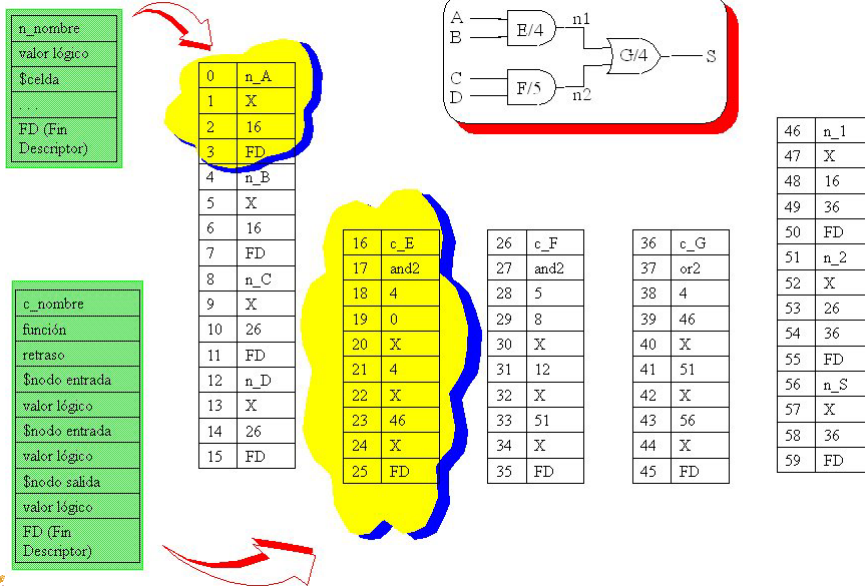 n_nombre
valor lógico
$celda
. . .
FD (Fin
Descriptor)
0 n_A
1 X
2 16
3 FD
4 n_B
5 X
6 16
7 FD
8 n_C
9 X
10 26
11 FD
12 n_D
13 X
14 26
15 FD
A
B
E/4
n1
G/4
S
C
D
F/5
n2
c_nombre
función
retraso
$nodo entrada
valor lógico
$nodo entrada
valor lógico
$nodo salida
valor lógico
FD (Fin
Descriptor)
16 c_E
17 and2
18 4
19 0
20 X
21 4
22 X
23 46
24 X
25 FD
26 c_F
27 and2
28 5
29 8
30 X
31 12
32 X
33 51
34 X
35 FD
36 c_G
37 or2
38 4
39 46
40 X
41 51
42 X
43 56
44 X
45 FD
46 n_1
47 X
48 16
49 36
50 FD
51 n_2
52 X
53 26
54 36
55 FD
56 n_S
57 X
58 36
59 FD